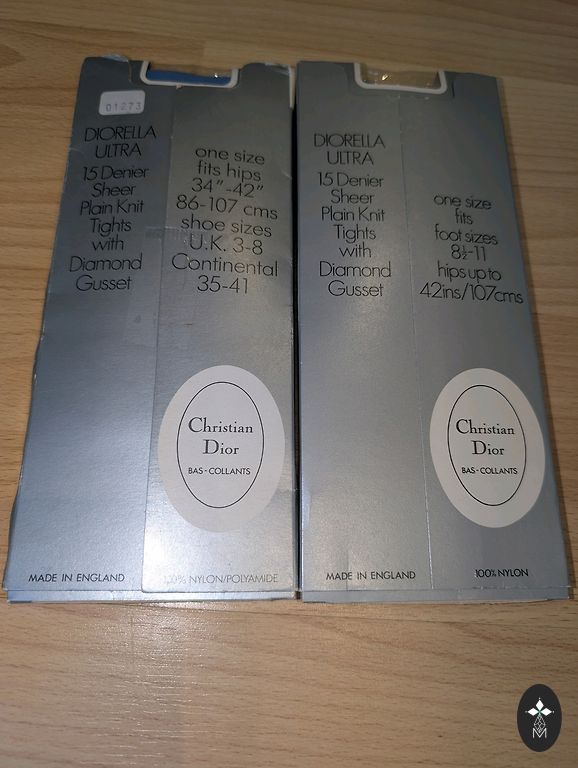 01273
DIORELLA
ULTRA
15 Denier
Sheer
Plain Knit
Tights
with
Diamond
Gusset
one size
fits hips
34"-42"
86-107 cms
shoe sizes
U.K. 3-8
Continental
35-41
Christian
Dior
BAS-COLLANTS
MADE IN ENGLAND
100% NYLON/POLYAMIDE
DIORELLA
ULTRA
15 Denier
Sheer
Plain Knit
Tights
with
Diamond
Gusset
one size
fits
foot sizes
8½-11
hips up to
42ins/107cms
Christian
Dior
BAS-COLLANTS
MADE IN ENGLAND
100% NYLON
M